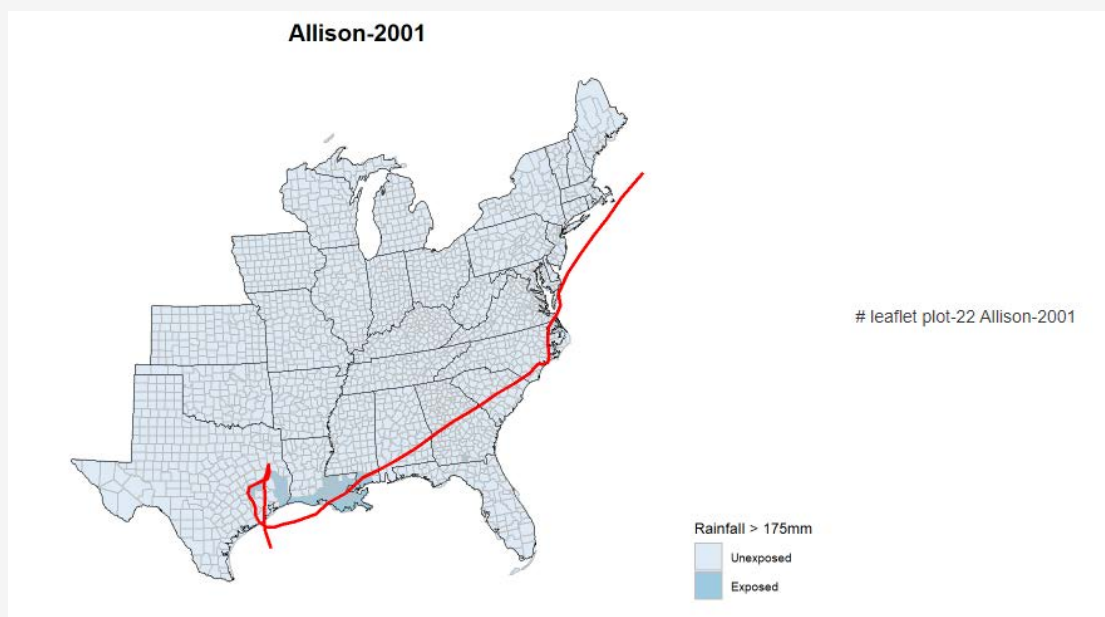 Allison-2001
# leaflet plot-22 Allison-2001
Rainfall > 175mm
Unexposed
Exposed